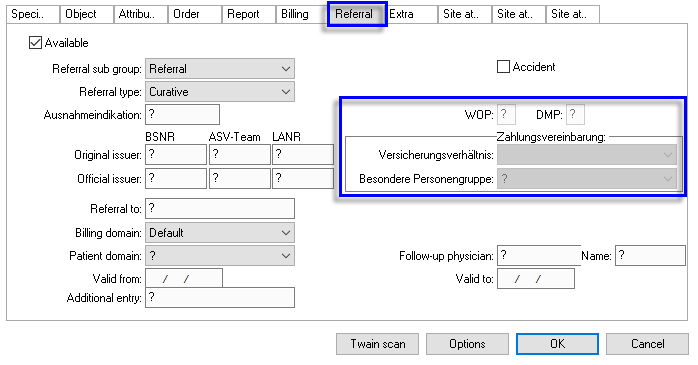 Speci.. Object Attribu.. Order Report Billing Referral Extra Site at.. Site at.. Site at..
Available
Referral sub group: Referral Accident
Referral type: Curative
Ausnahmeindikation: ? WOP: ? DMP: ?
BSNR ASV-Team LANR Zahlungsvereinbarung:
Original issuer: ? ? ? Versicherungsverhältnis:
Official issuer: ? ? ? Besondere Personengruppe: ?
Referral to: ?
Billing domain: Default
Patient domain: ? Follow-up physician: ? Name: ?
Valid from: / / Valid to: / /
Additional entry: ?
Twain scan Options OK Cancel